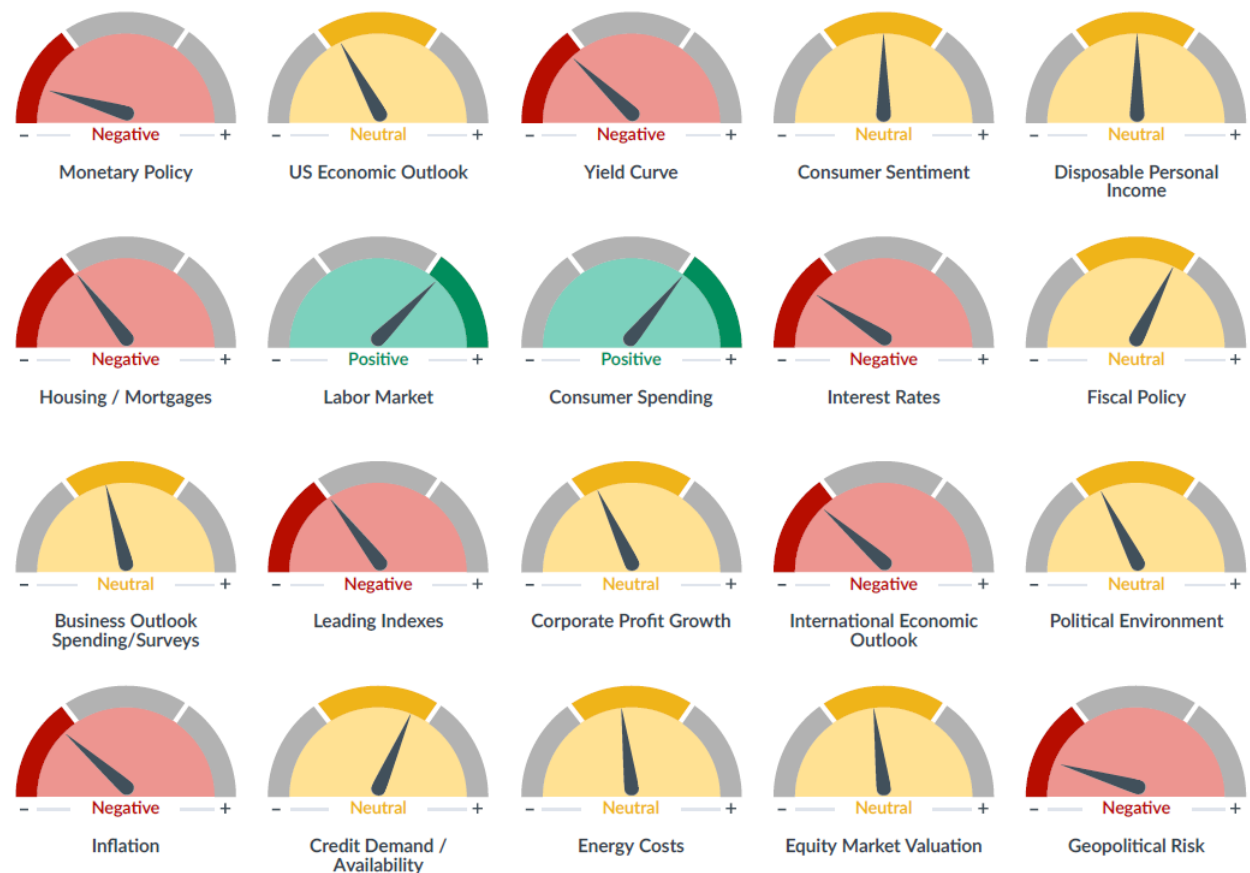 - Negative +
Monetary Policy
- Neutral +
US Economic Outlook
- Negative +
Yield Curve
- Neutral +
Consumer Sentiment
- Neutral +
Disposable Personal
Income
- Negative +
Housing / Mortgages
- Positive +
Labor Market
- Positive +
Consumer Spending
- Negative +
Interest Rates
- Neutral +
Fiscal Policy
- Neutral +
Business Outlook
Spending/Surveys
- Negative +
Leading Indexes
- Neutral +
Corporate Profit Growth
- Negative +
International Economic
Outlook
- Neutral +
Political Environment
- Negative +
Inflation
- Neutral +
Credit Demand /
Availability
- Neutral +
Energy Costs
- Neutral +
Equity Market Valuation
- Negative +
Geopolitical Risk